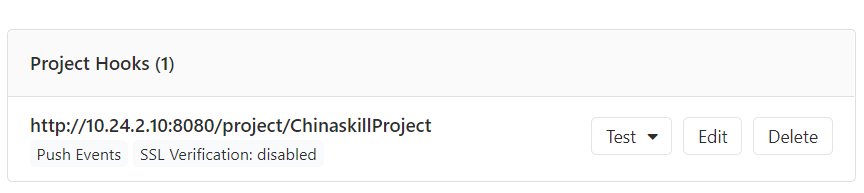 Project Hooks (1)
http://10.24.2.10:8080/project/ChinaskillProject
Test Edit Delete
Push Events SSL Verification: disabled